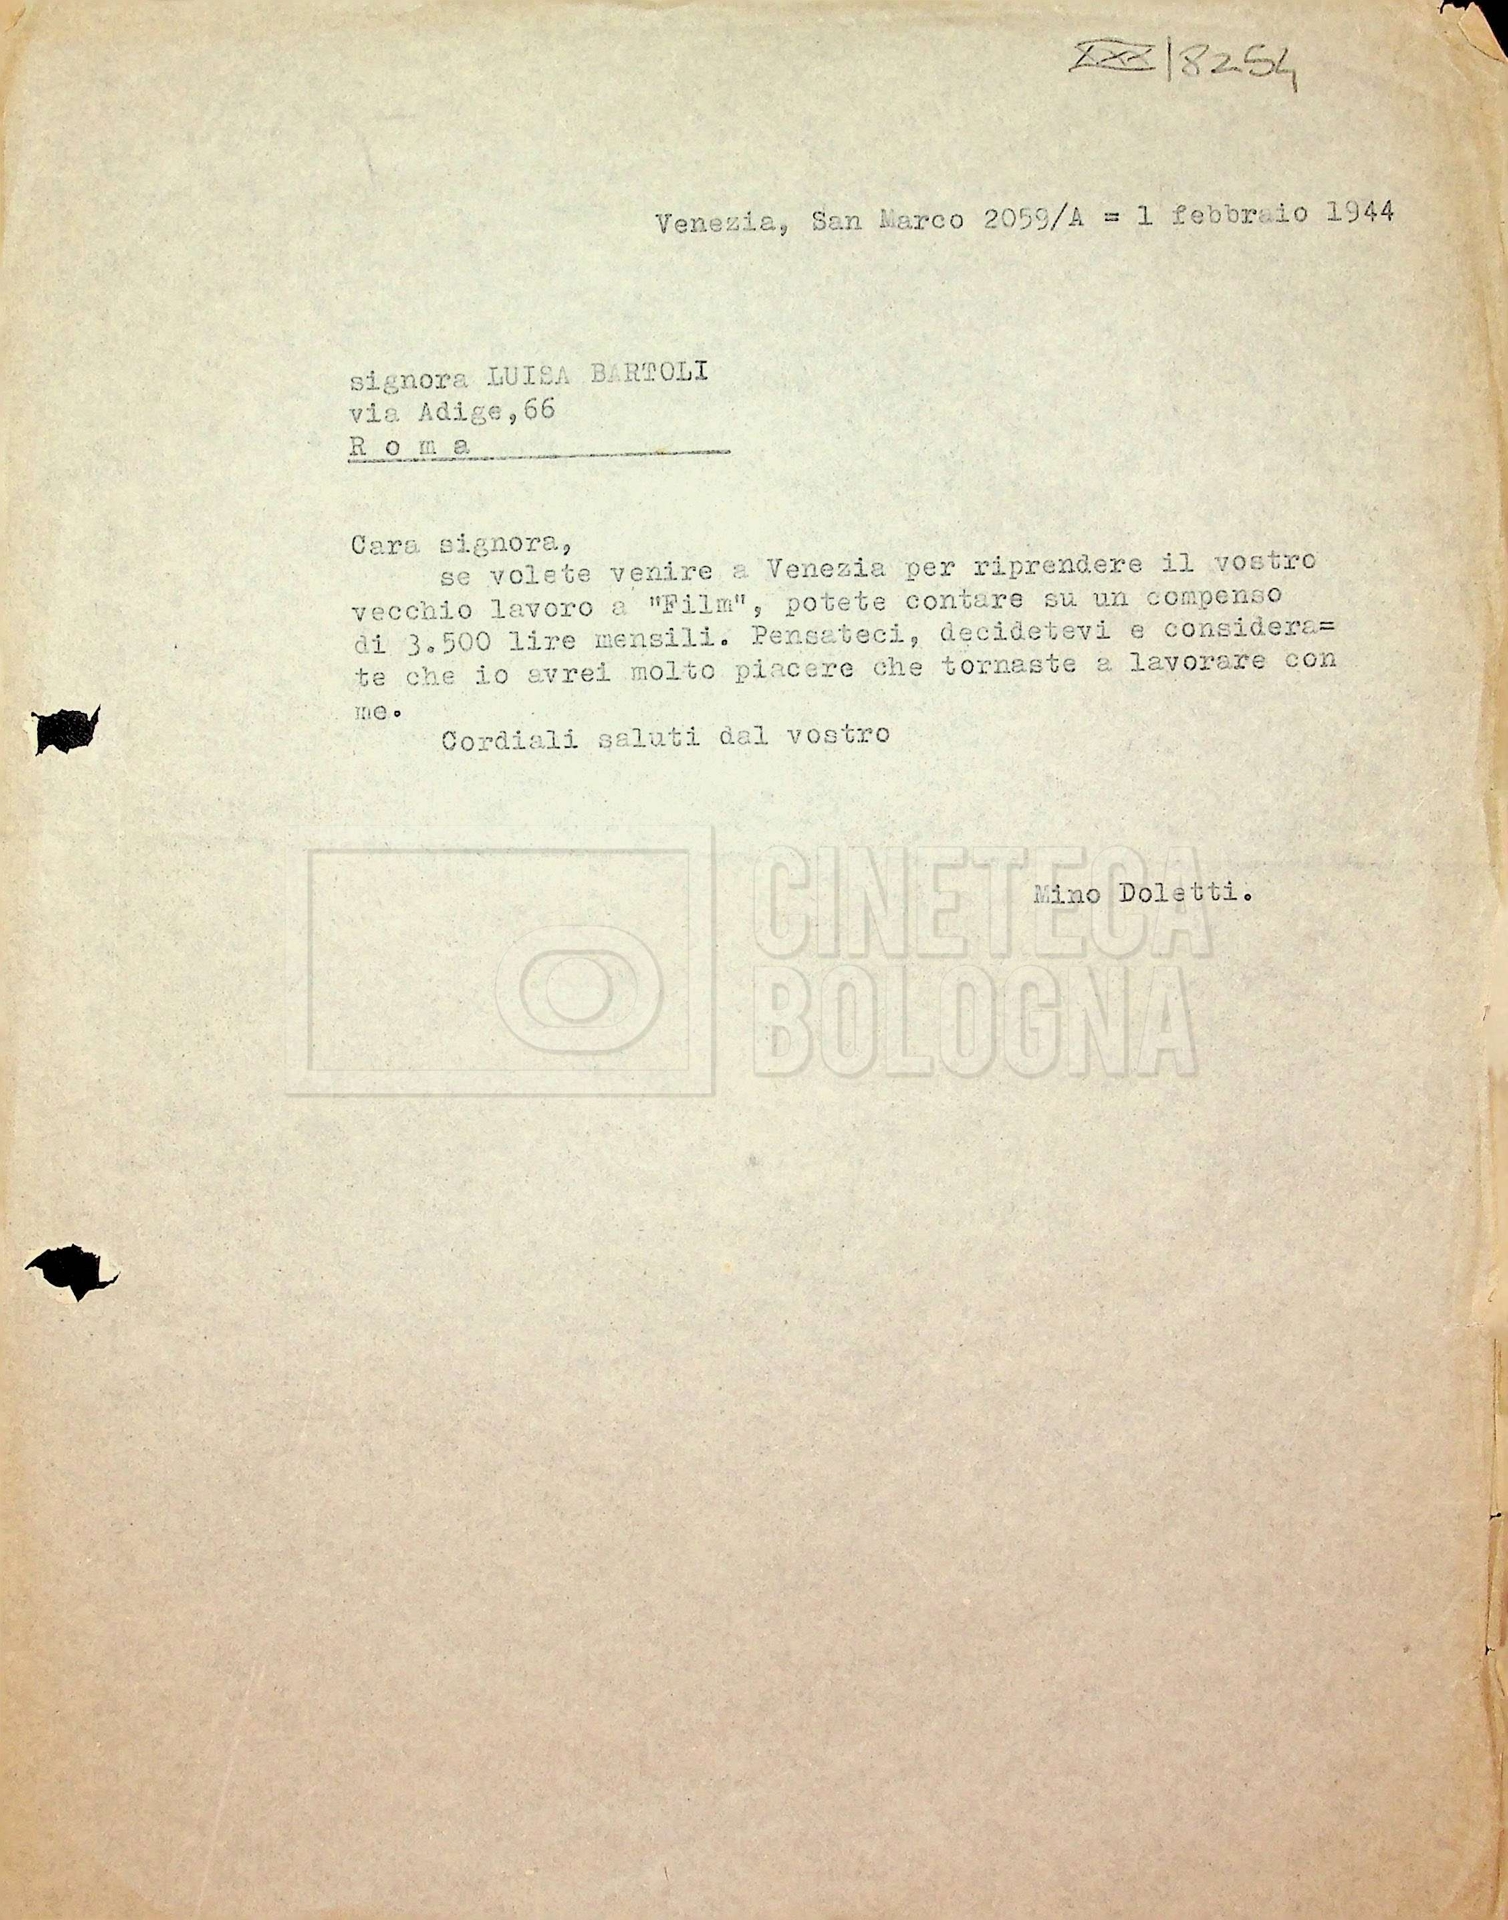 XXX/8254
Venezia, San Marco 2059/A = 1 febbraio 1944
signora LUISA BARTOLI
via Adige,66
R o m a
Cara signora,
se volete venire a Venezia per riprendere il vostro
vecchio lavoro a "Film", potete contare su un compenso
di 3.500 lire mensili. Pensateci, decidetevi e considera=
te che io avrei molto piacere che tornaste a lavorare con
me.
Cordiali saluti dal vostro
Mino Doletti.
CINETECA
BOLOGNA